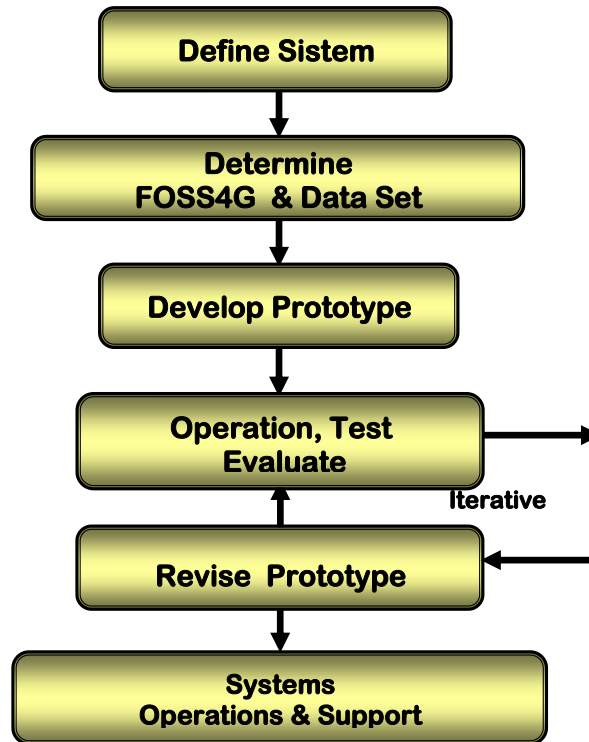 Define Sistem
Determine
FOSS4G & Data Set
Develop Prototype
Operation, Test
Evaluate
Iterative
Revise Prototype
Systems
Operations & Support